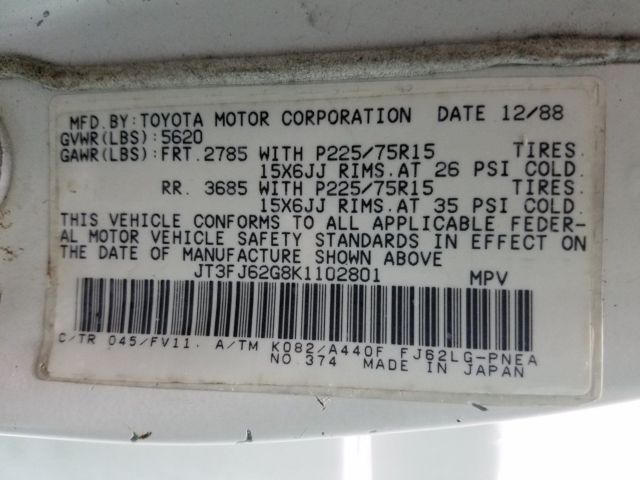 MFD.BY:TOYOTA MOTOR CORPORATION DATE 12/88
GVWR(LBS):5620
GAWR(LBS):FRT.2785 WITH P225/75R15 TIRES.
15X6JJ RIMS.AT 26 PSI COLD.
RR. 3685 WITH P225/75R15 TIRES.
15X6JJ RIMS.AT 35 PSI COLD.
THIS VEHICLE CONFORMS TO ALL APPLICABLE FEDER-
AL MOTOR VEHICLE SAFETY STANDARDS IN EFFECT ON
THE DATE OF MANUFACTURE SHOWN ABOVE
JT3FJ62G8K1102801 MPV
C/TR 045/FV11. A/TM K082/A440F FJ62LG-PNEA
NO.374 MADE IN JAPAN